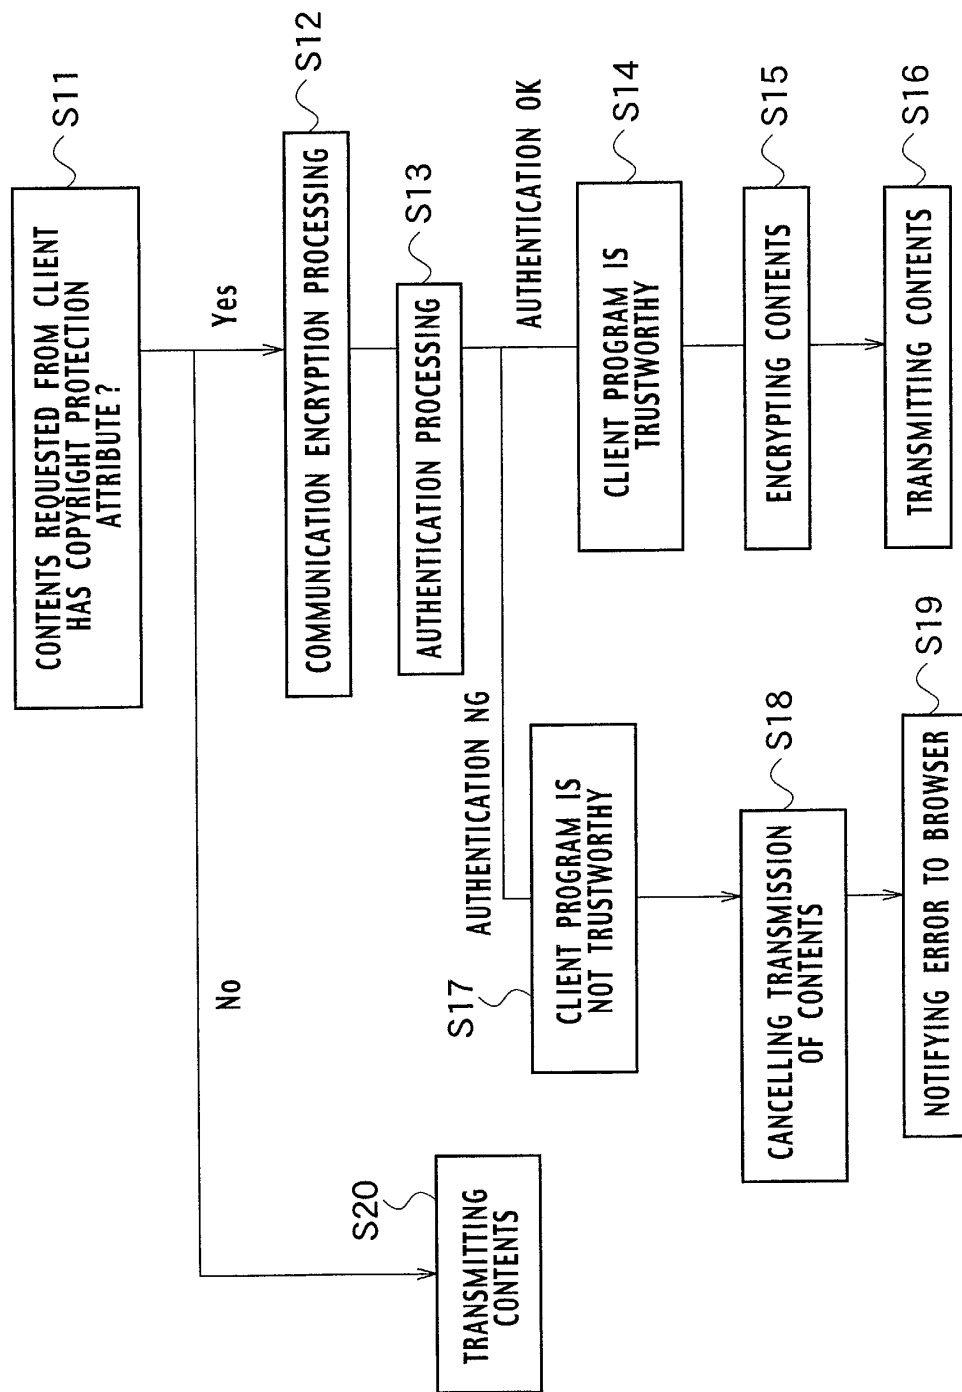 CONTENTS REQUESTED FROM CLIENT
HAS COPYRIGHT PROTECTION
ATTRIBUTE ?
S11
Yes
No
COMMUNICATION ENCRYPTION PROCESSING
S12
AUTHENTICATION PROCESSING
S13
AUTHENTICATION OK
CLIENT PROGRAM IS
TRUSTWORTHY
S14
ENCRYPTING CONTENTS
S15
TRANSMITTING CONTENTS
S16
AUTHENTICATION NG
S17
CLIENT PROGRAM IS
NOT TRUSTWORTHY
CANCELLING TRANSMISSION
OF CONTENTS
S18
NOTIFYING ERROR TO BROWSER
S19
S20
TRANSMITTING
CONTENTS